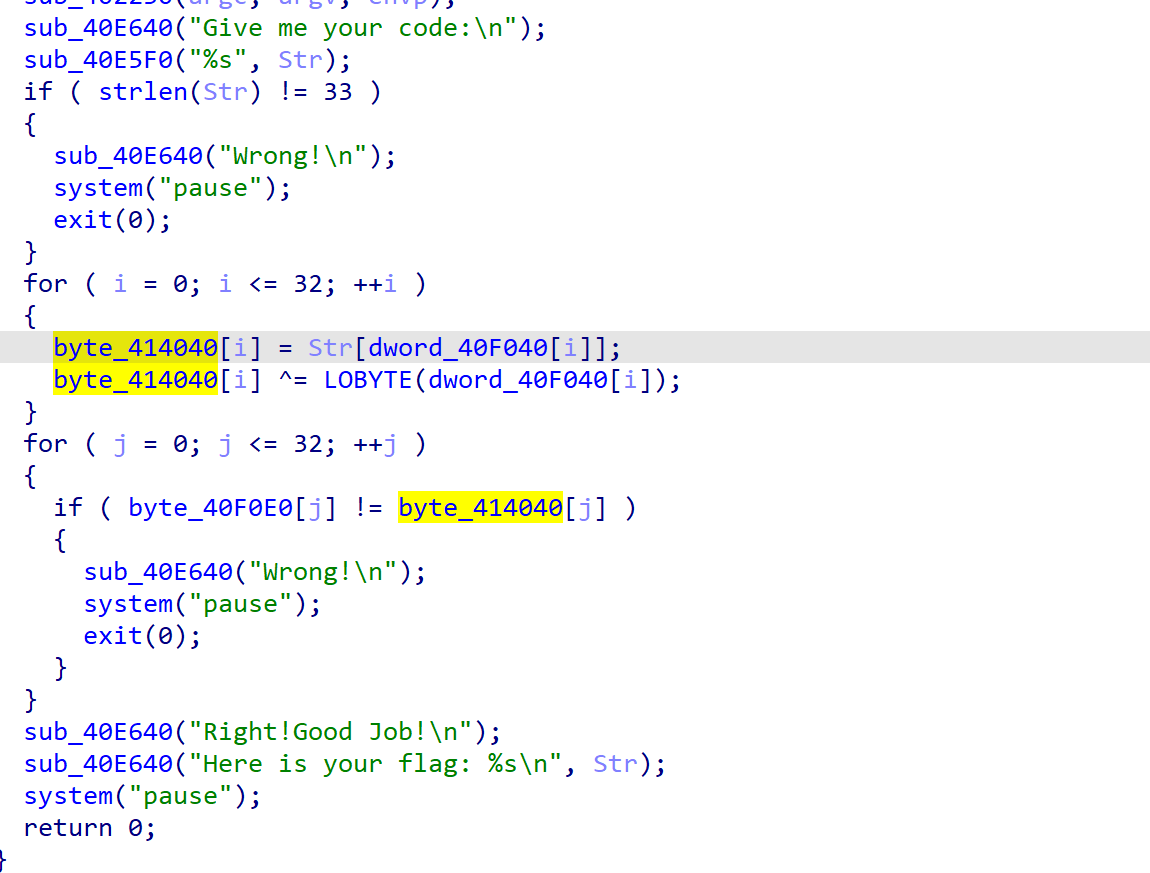 sub_40E640("Give me your code:\n");
sub_40E5F0("%s", Str);
if ( strlen(Str) != 33 )
{
sub_40E640("Wrong!\n");
system("pause");
exit(0);
}
for ( i = 0; i <= 32; ++i )
{
byte_414040[i] = Str[dword_40F040[i]];
byte_414040[i] ^= LOBYTE(dword_40F040[i]);
}
for ( j = 0; j <= 32; ++j )
{
if ( byte_40F0E0[j] != byte_414040[j] )
{
sub_40E640("Wrong!\n");
system("pause");
exit(0);
}
}
sub_40E640("Right!Good Job!\n");
sub_40E640("Here is your flag: %s\n", Str);
system("pause");
return 0;
}